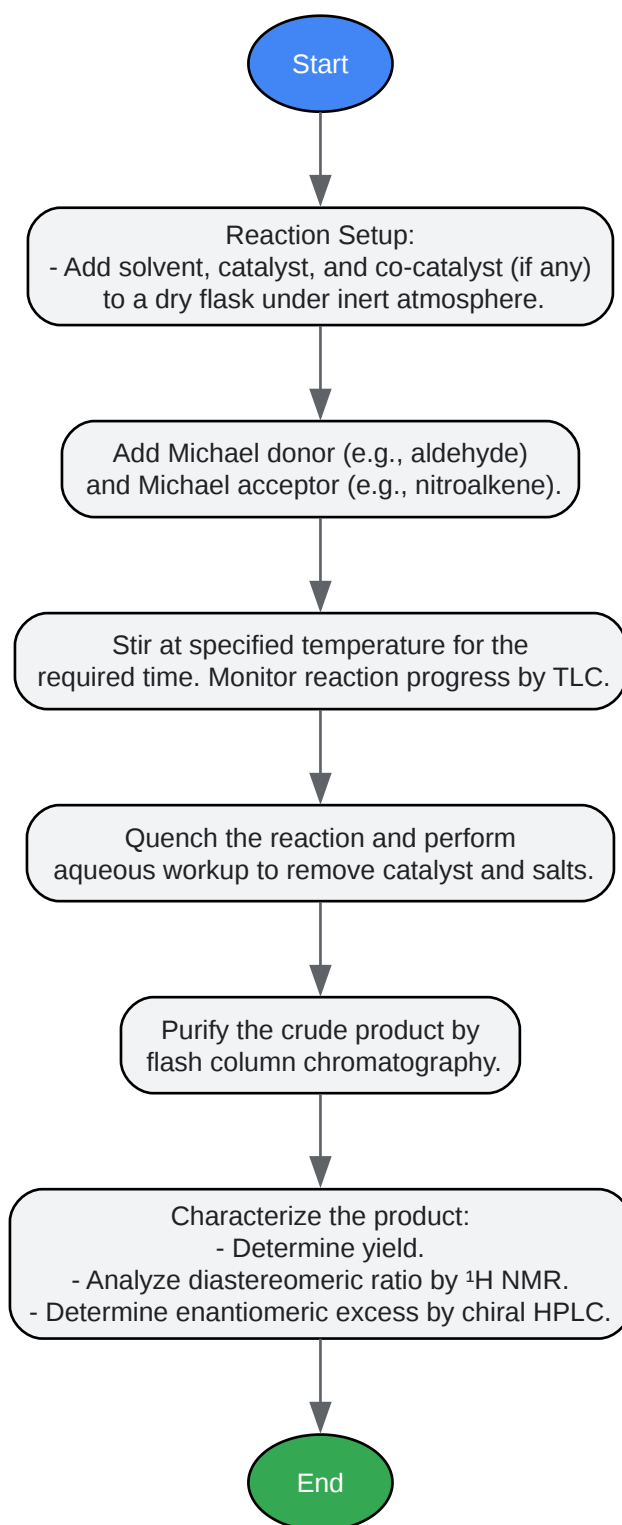 Start
Reaction Setup:
- Add solvent, catalyst, and co-catalyst (if any)
to a dry flask under inert atmosphere.
Add Michael donor (e.g., aldehyde)
and Michael acceptor (e.g., nitroalkene).
Stir at specified temperature for the
required time. Monitor reaction progress by TLC.
Quench the reaction and perform
aqueous workup to remove catalyst and salts.
Purify the crude product by
flash column chromatography.
Characterize the product:
- Determine yield.
- Analyze diastereomeric ratio by ¹H NMR.
- Determine enantiomeric excess by chiral HPLC.
End